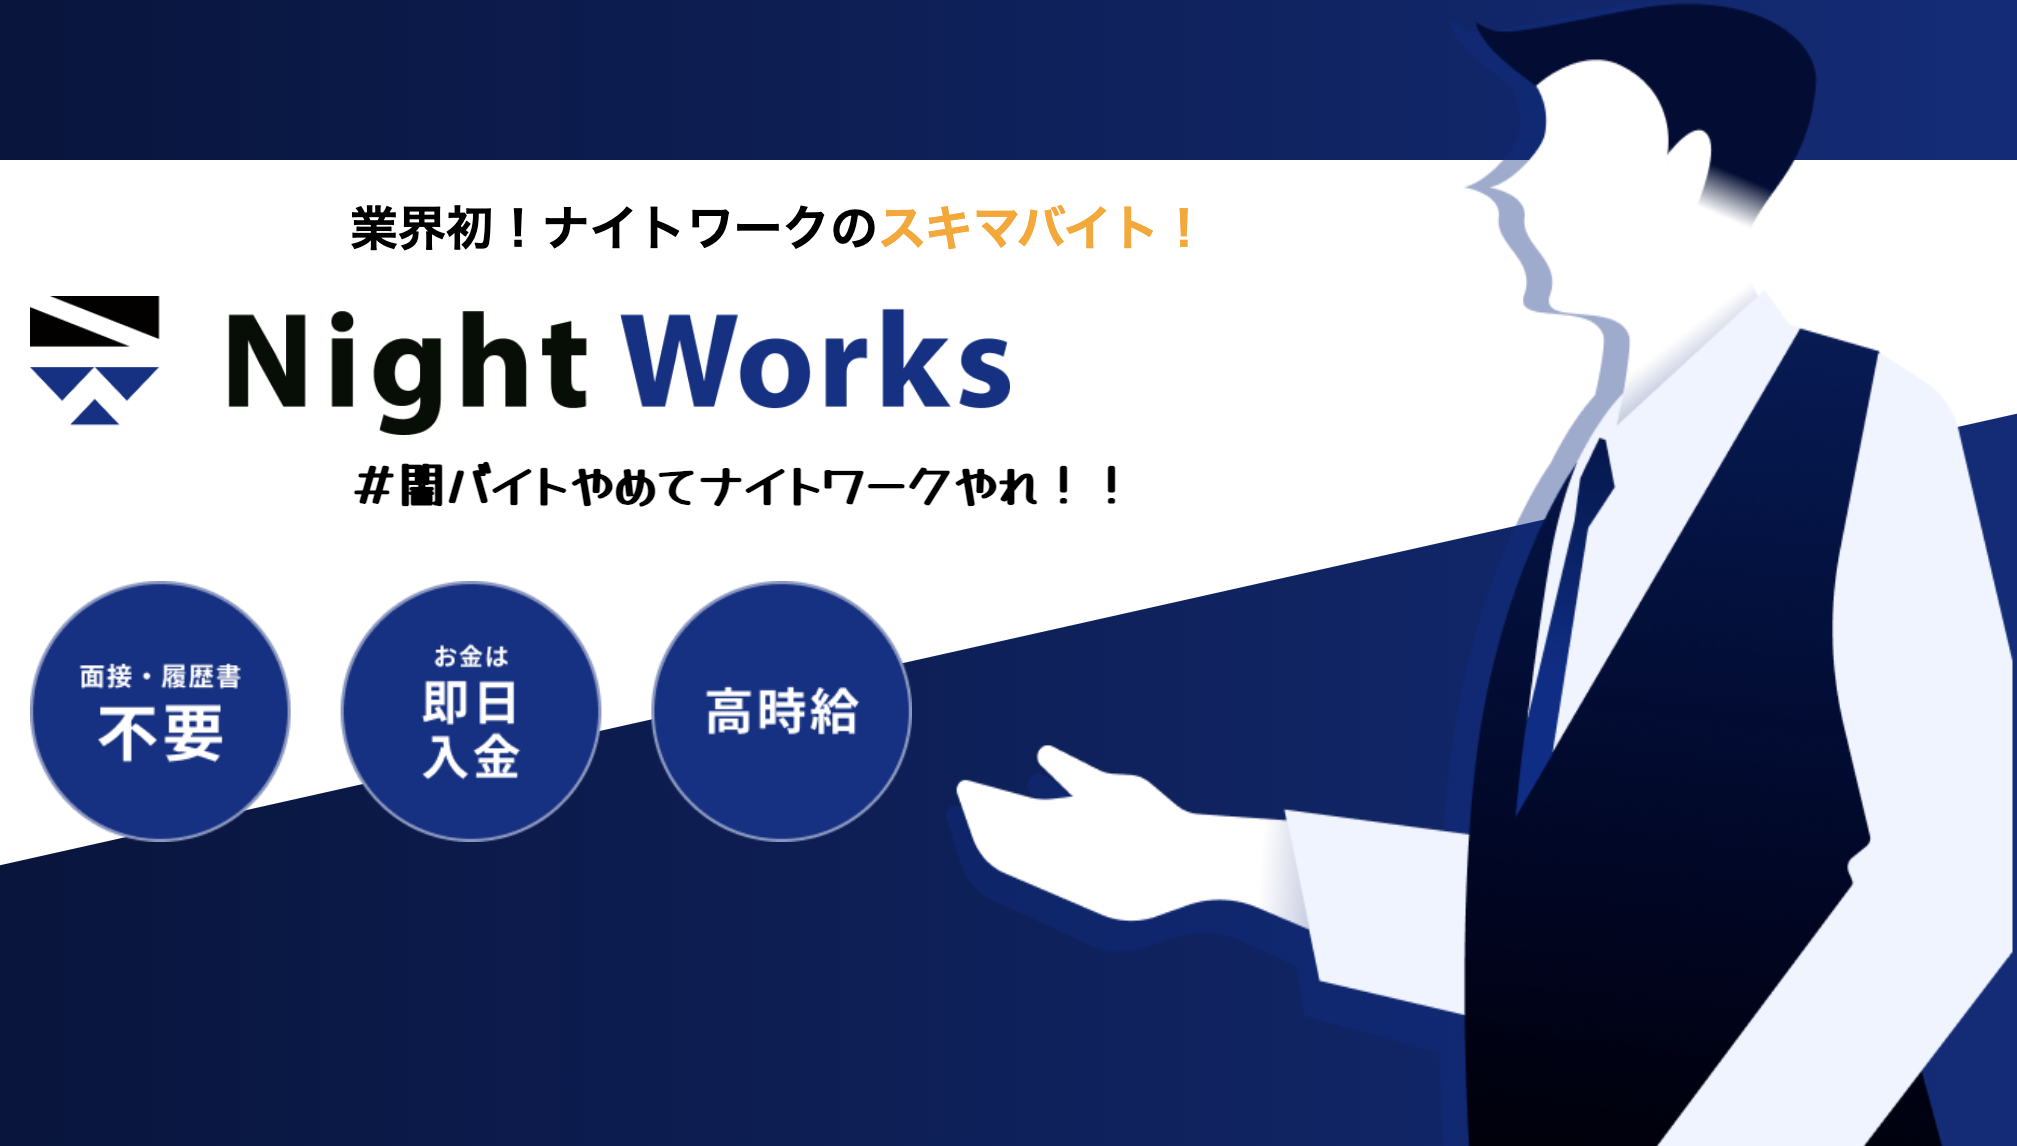 業界初！ナイトワークのスキマバイト！
Night Works
＃闇バイトやめてナイトワークやれ！！
面接・履歴書
不要
お金は
即日
入金
高時給